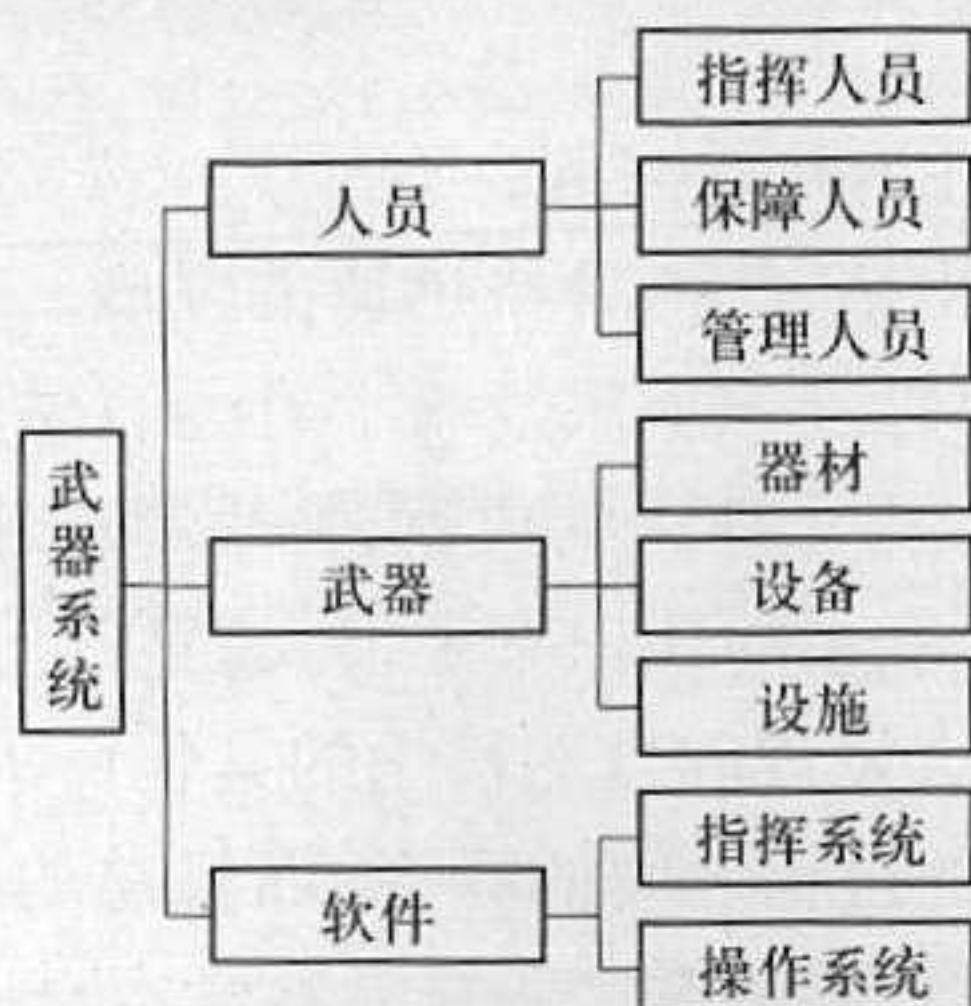 武器系统
人员
指挥人员
保障人员
管理人员
武器
器材
设备
设施
软件
指挥系统
操作系统